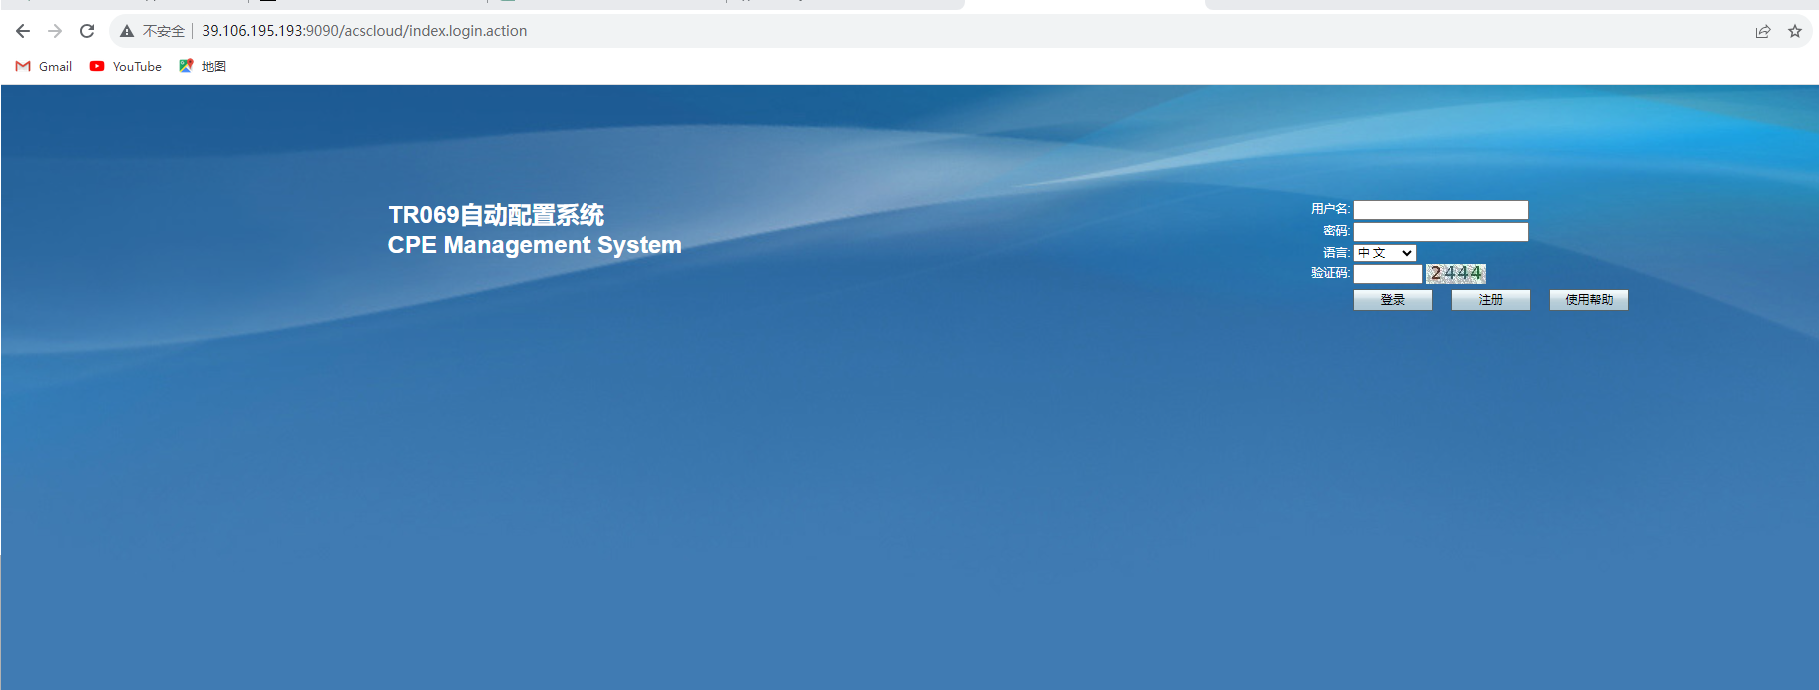 不安全 39.106.195.193:9090/acscloud/index.login.action
Gmail YouTube 地图
TR069自动配置系统
CPE Management System
用户名:
密码:
语言: 中文
验证码: 2444
登录 注册 使用帮助